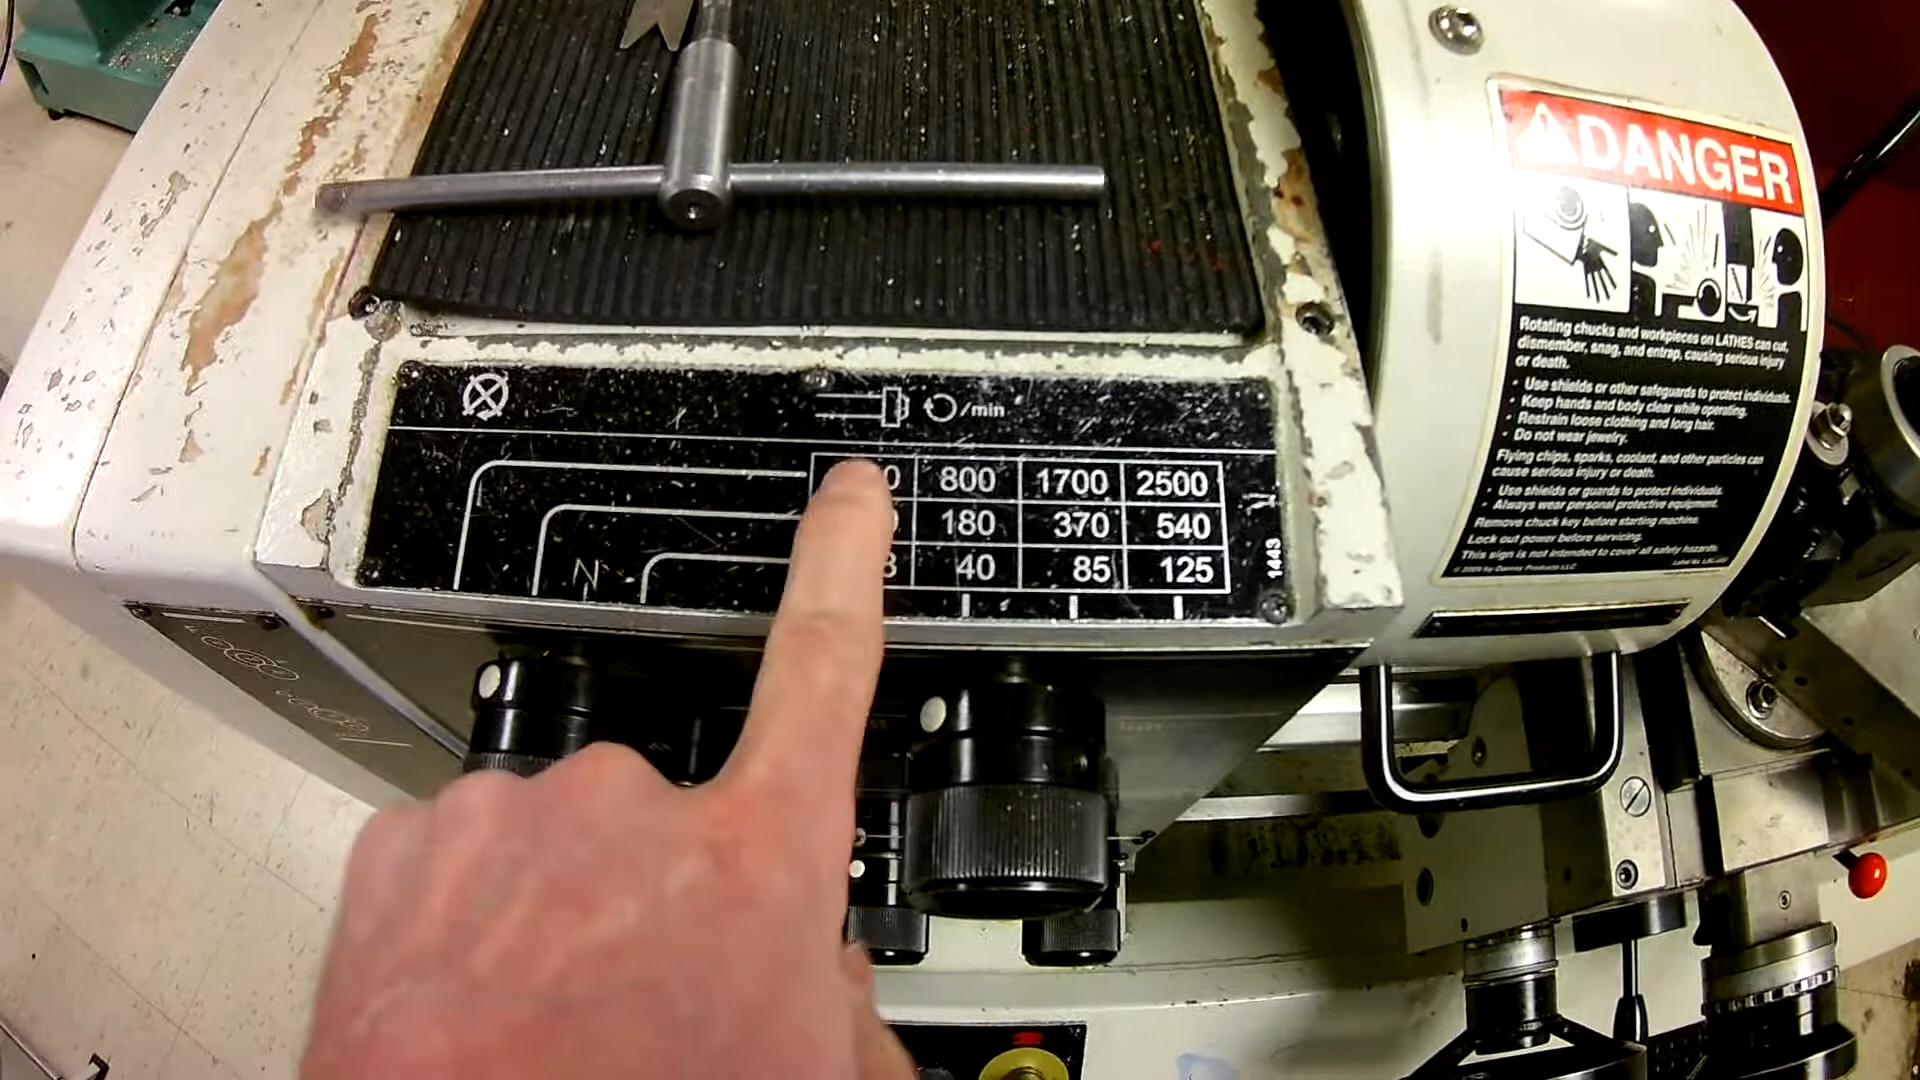 /min
800 1700 2500
180 370 540
N
40 85 125
1443
DANGER
Rotating chucks and workpieces on LATHES can cut,
dismember, snag, and entrap, causing serious injury
or death.
• Use shields or other safeguards to protect individuals.
• Keep hands and body clear while operating.
• Restrain loose clothing and long hair.
• Do not wear jewelry.
Flying chips, sparks, coolant, and other particles can
cause serious injury or death.
• Use shields or guards to protect individuals.
• Always wear personal protective equipment.
Remove chuck key before starting machine.
Lock out power before servicing.
This sign is not intended to cover all safety hazards.